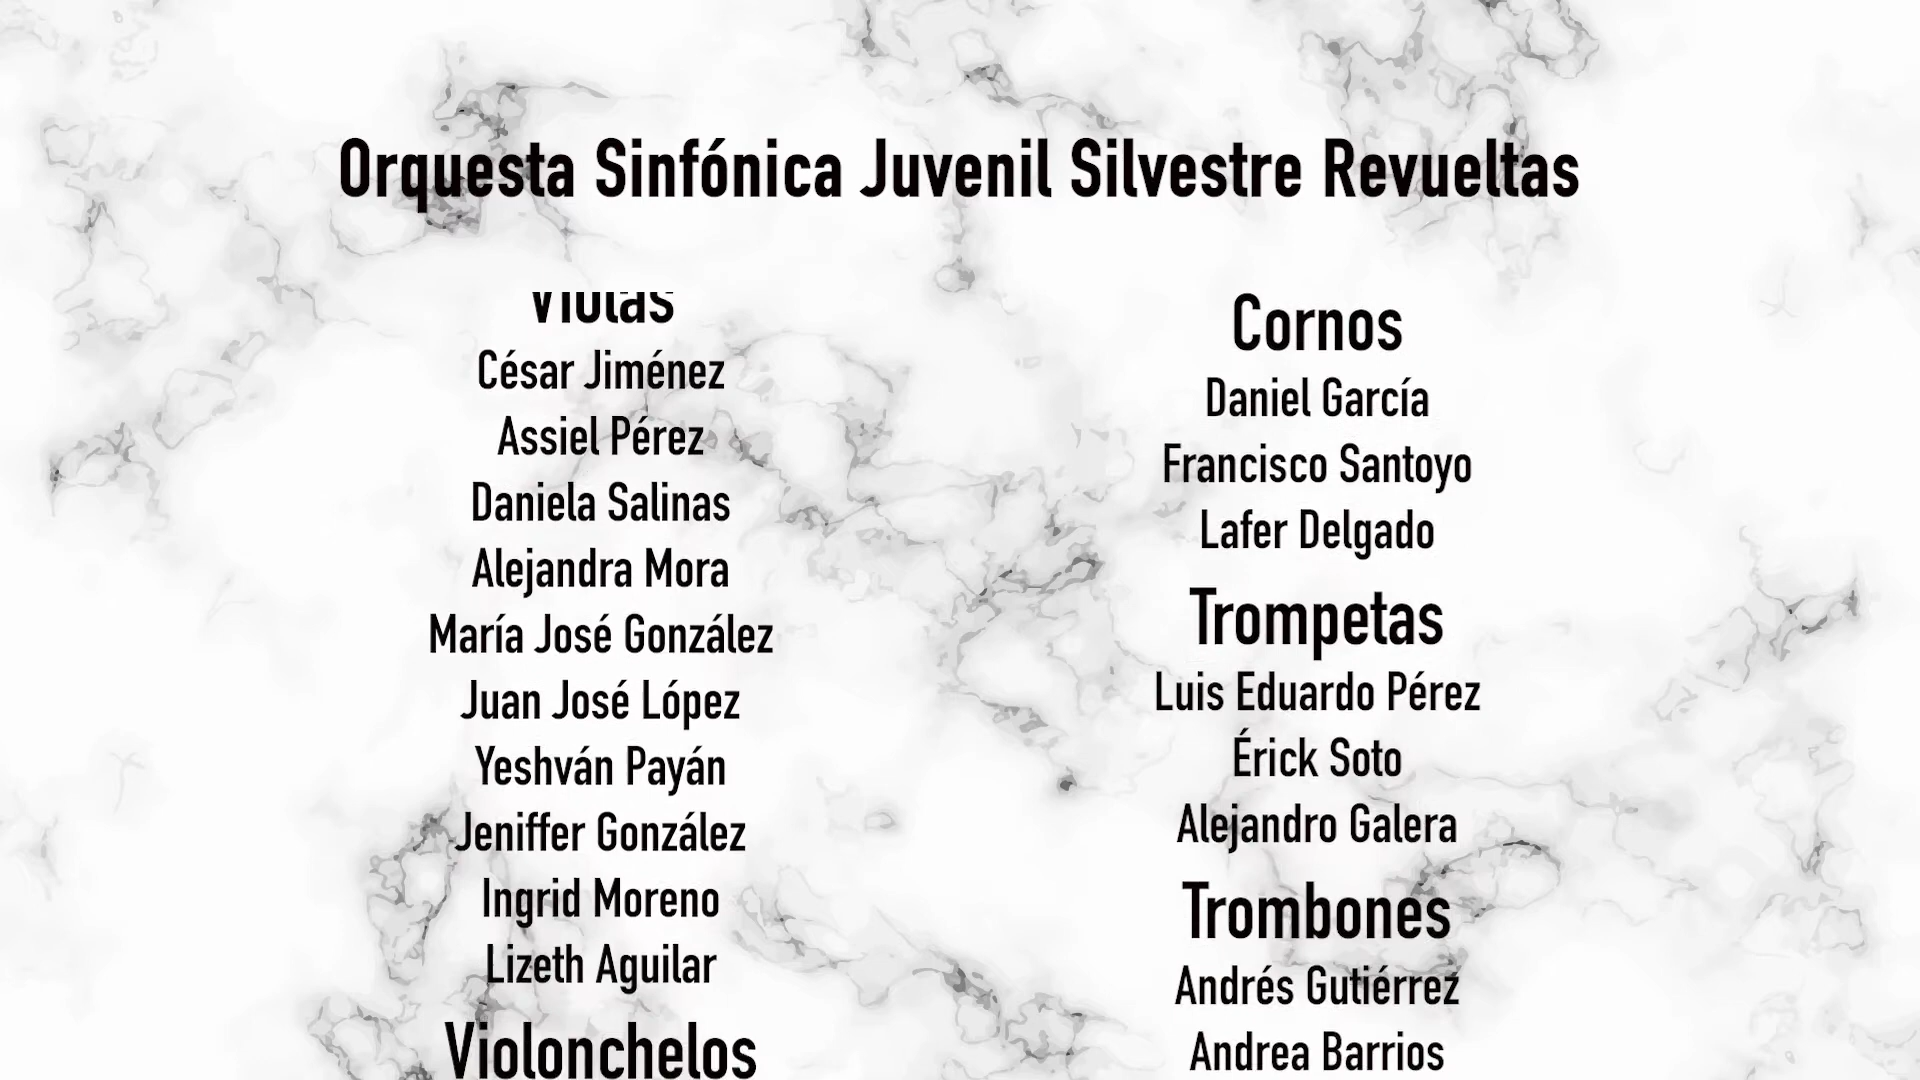 Orquesta Sinfónica Juvenil Silvestre Revueltas
Violas
César Jiménez
Assiel Pérez
Daniela Salinas
Alejandra Mora
María José González
Juan José López
Yeshván Payán
Jeniffer González
Ingrid Moreno
Lizeth Aguilar
Violonchelos
Cornos
Daniel García
Francisco Santoyo
Lafer Delgado
Trompetas
Luis Eduardo Pérez
Érick Soto
Alejandro Galera
Trombones
Andrés Gutiérrez
Andrea Barrios